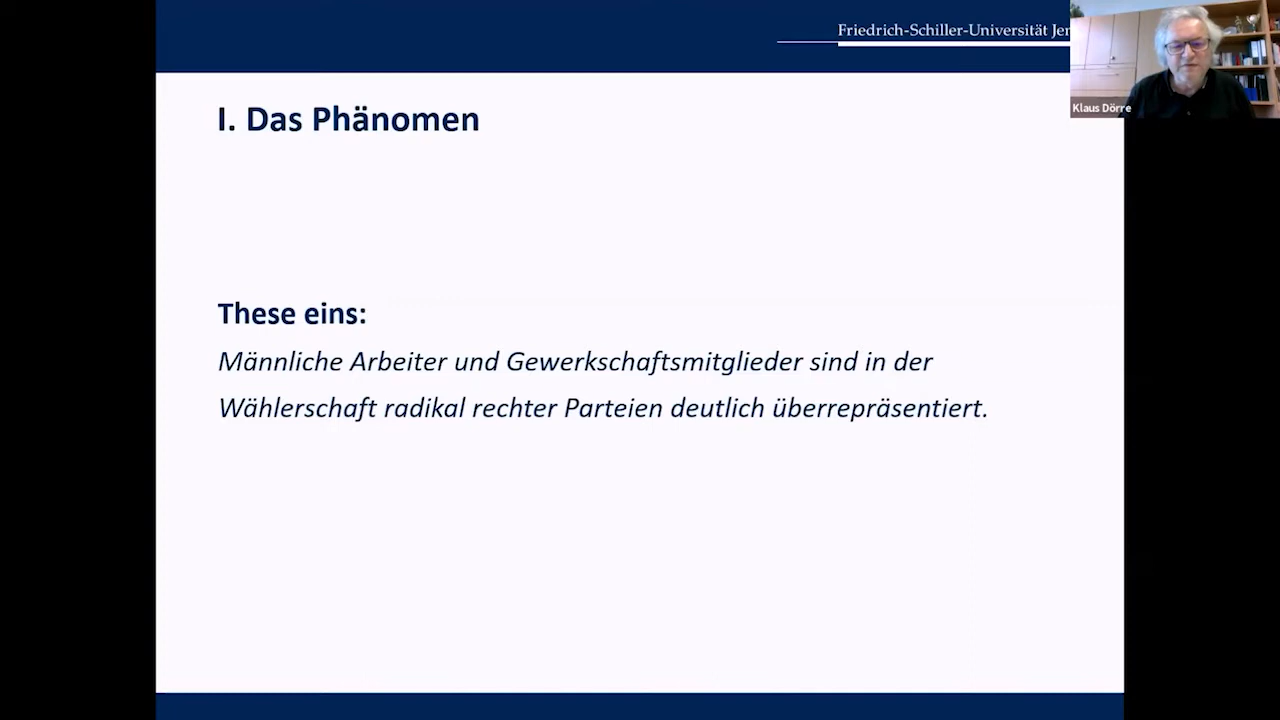 Friedrich-Schiller-Universität
Klaus Dörre
I. Das Phänomen
These eins:
Männliche Arbeiter und Gewerkschaftsmitglieder sind in der
Wählerschaft radikal rechter Parteien deutlich überrepräsentiert.